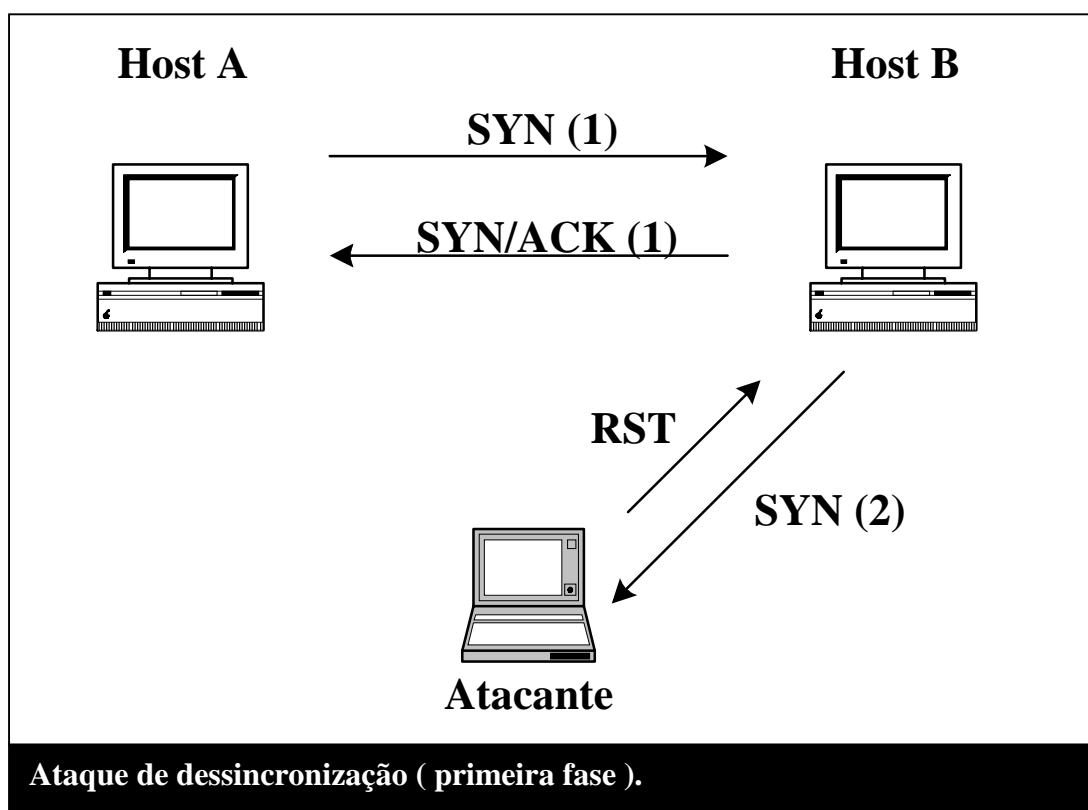 Host A
Host B
SYN (1)
SYN/ACK (1)
RST
SYN (2)
Atacante
Ataque de dessincronização ( primeira fase ).